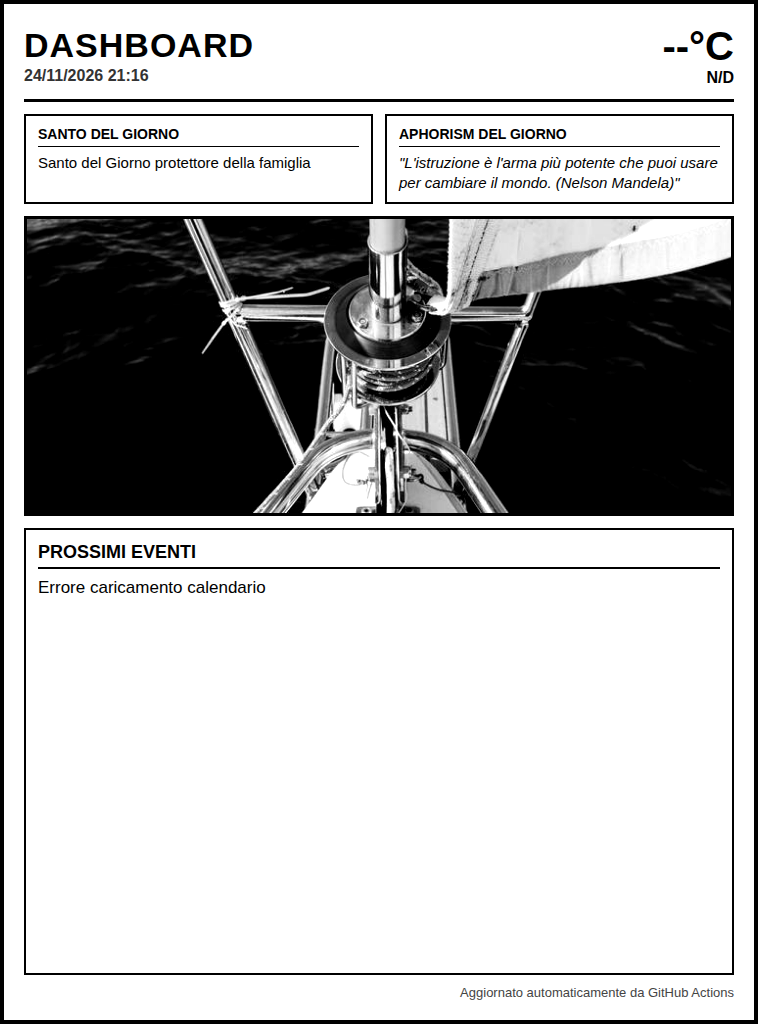 DASHBOARD
24/11/2026 21:16
--°C
N/D
SANTO DEL GIORNO
Santo del Giorno protettore della famiglia
APHORISM DEL GIORNO
"L'istruzione è l'arma più potente che puoi usare
per cambiare il mondo. (Nelson Mandela)"
PROSSIMI EVENTI
Errore caricamento calendario
Aggiornato automaticamente da GitHub Actions